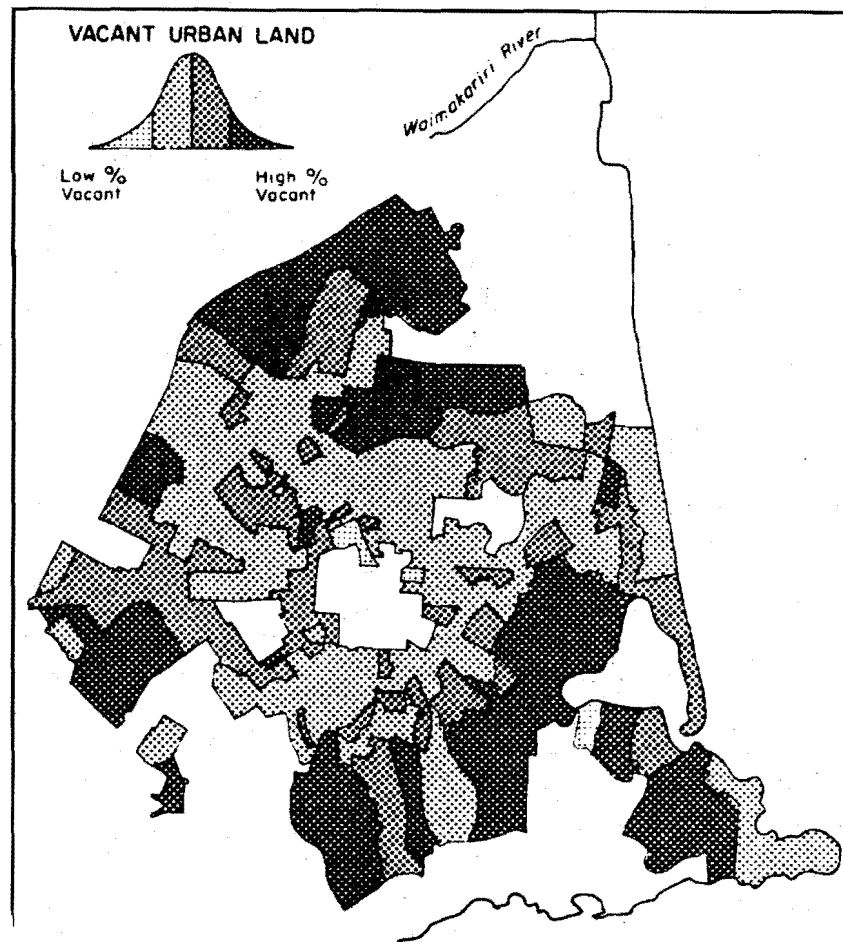 VACANT URBAN LAND
Low %
Vacant
High %
Vacant
Waimakariri River